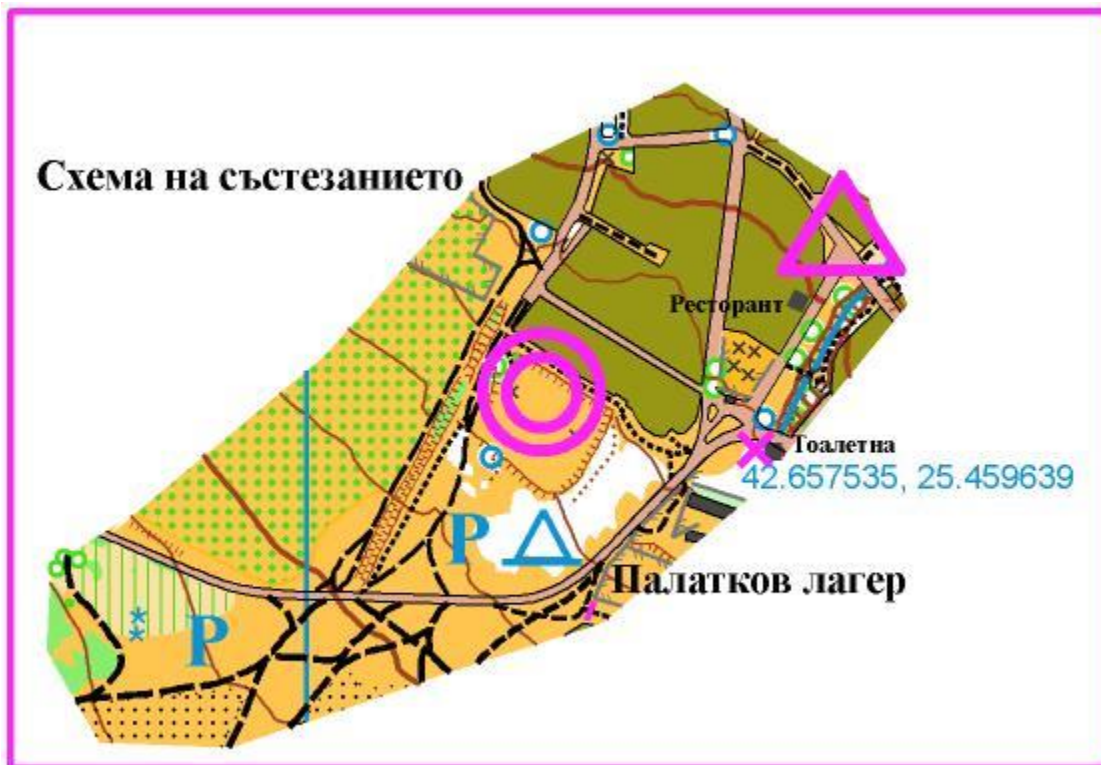 Схема на състезанието
Ресторант
Тоалетна
42.657535, 25.459639
P
Палатков лагер
P